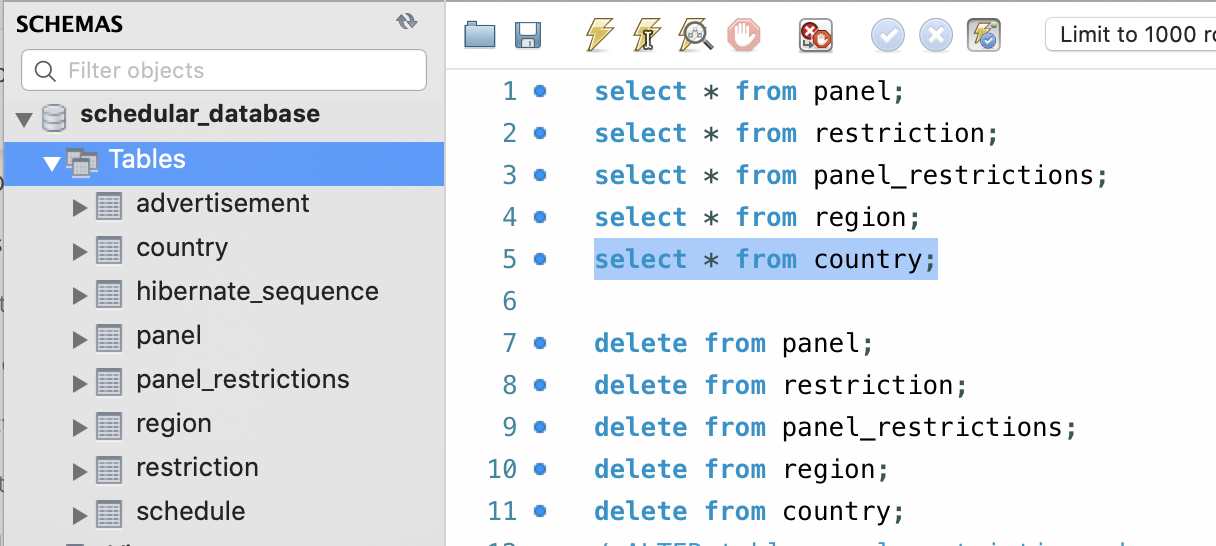 SCHEMAS
Filter objects
schedular_database
Tables
advertisement
country
hibernate_sequence
panel
panel_restrictions
region
restriction
schedule
Limit to 1000
1 select * from panel;
2 select * from restriction;
3 select * from panel_restrictions;
4 select * from region;
5 select * from country;
6
7 delete from panel;
8 delete from restriction;
9 delete from panel_restrictions;
10 delete from region;
11 delete from country;